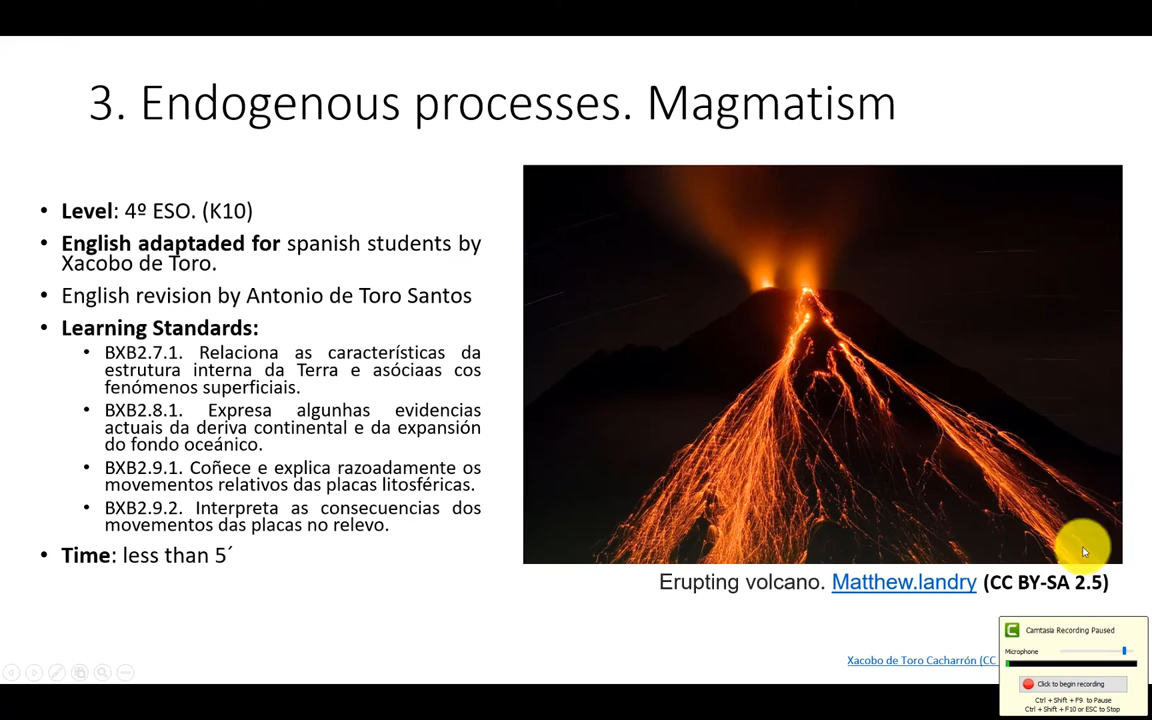 3. Endogenous processes. Magmatism
• Level: 4º ESO. (K10)
• English adaptaded for spanish students by
Xacobo de Toro.
• English revision by Antonio de Toro Santos
• Learning Standards:
• BXB2.7.1. Relaciona as características da
estrutura interna da Terra e asóciaas cos
fenómenos superficiais.
• BXB2.8.1. Expresa algunhas evidencias
actuais da deriva continental e da expansión
do fondo oceánico.
• BXB2.9.1. Coñece e explica razoadamente os
movementos relativos das placas litosféricas.
• BXB2.9.2. Interpreta as consecuencias dos
movementos das placas no relevo.
• Time: less than 5´
Erupting volcano. Matthew.landry (CC BY-SA 2.5)
Xacobo de Toro Cacharrón (CC
Camtasia Recording Paused
Microphone
Click to begin recording
Ctrl + Shift + F9 to Pause
Ctrl + Shift + F10 or ESC to Stop